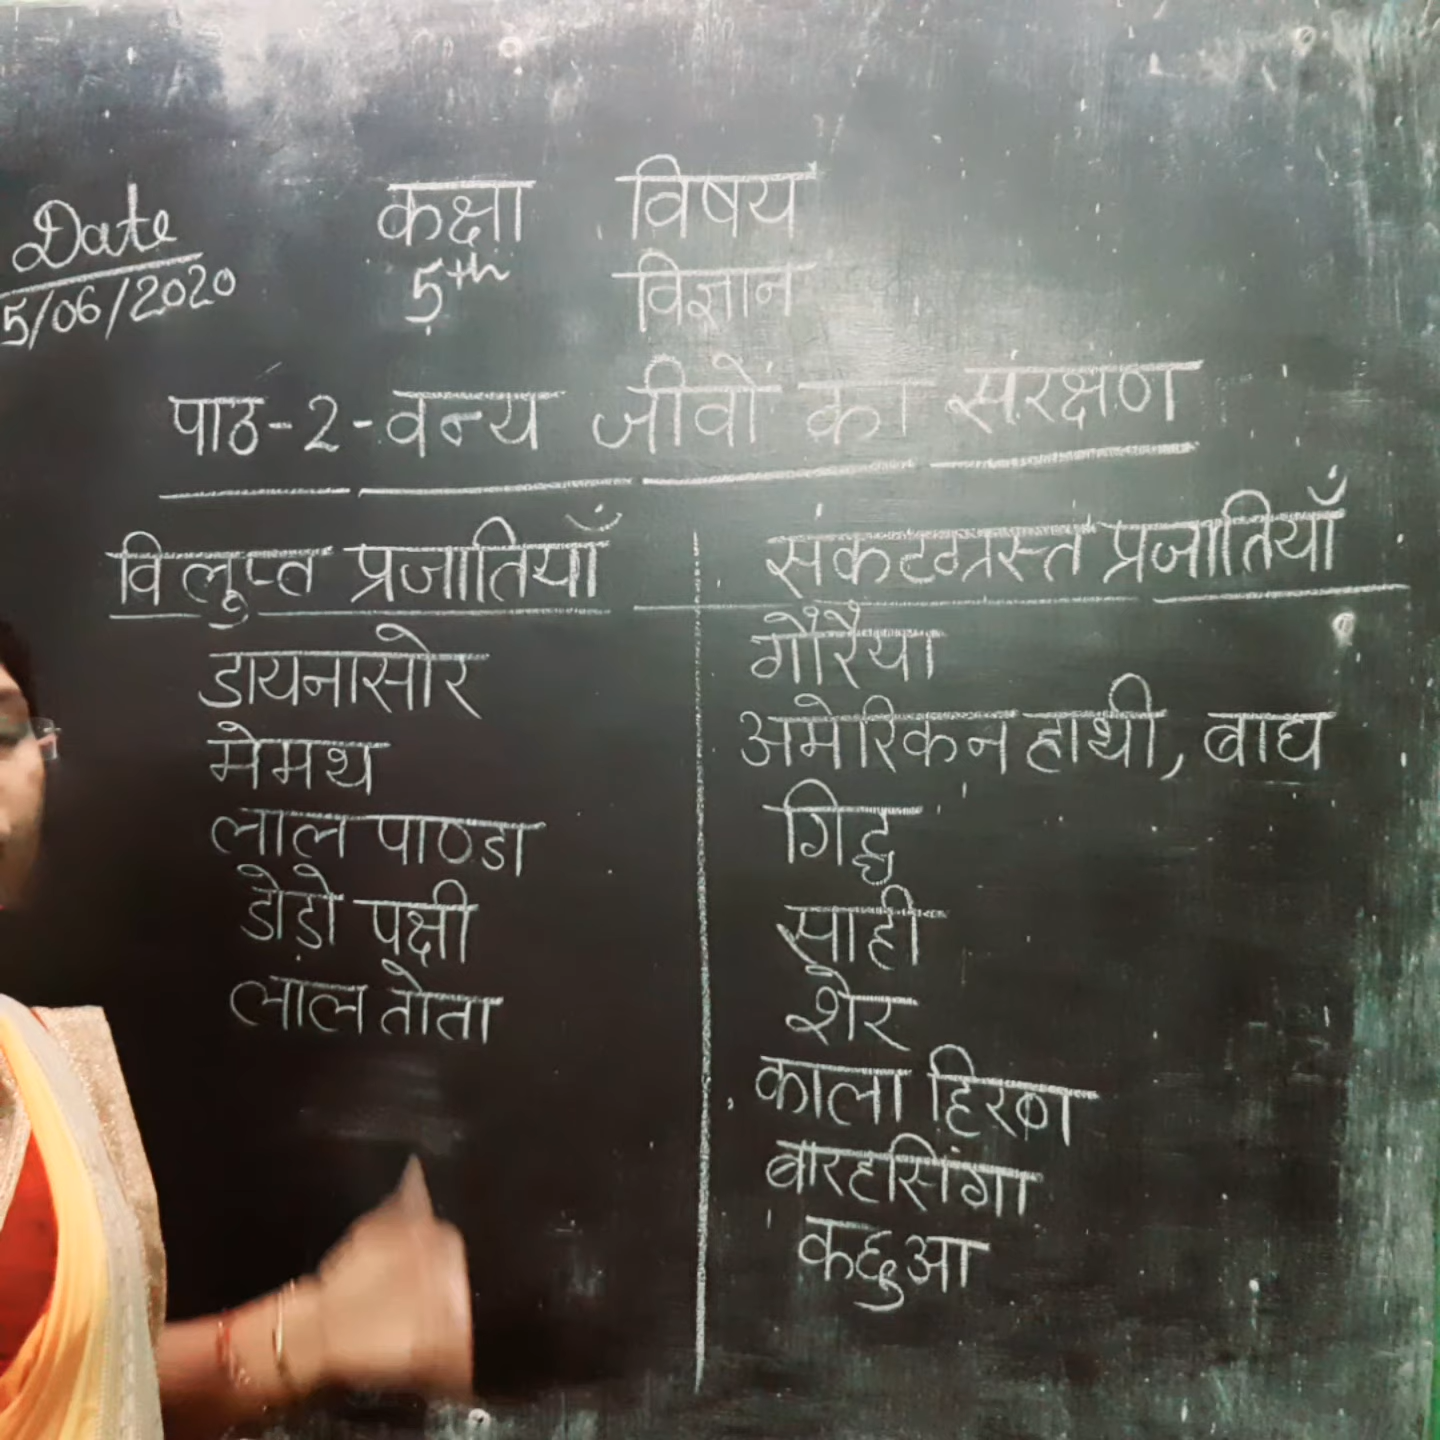 Date
5/06/2020
कक्षा विषय
5th विज्ञान
पाठ-2-वन्य जीवों का संरक्षण
विलुप्त प्रजातियाँ
डायनासोर
मेमथ
लाल पाण्डा
डोड़ो पक्षी
लाल तोता
संकटग्रस्त प्रजातियाँ
गौरैया
अमेरिकन हाथी, बाघ
गिद्ध
साही
शेर
काला हिरण
बारहसिंगा
कछुआ